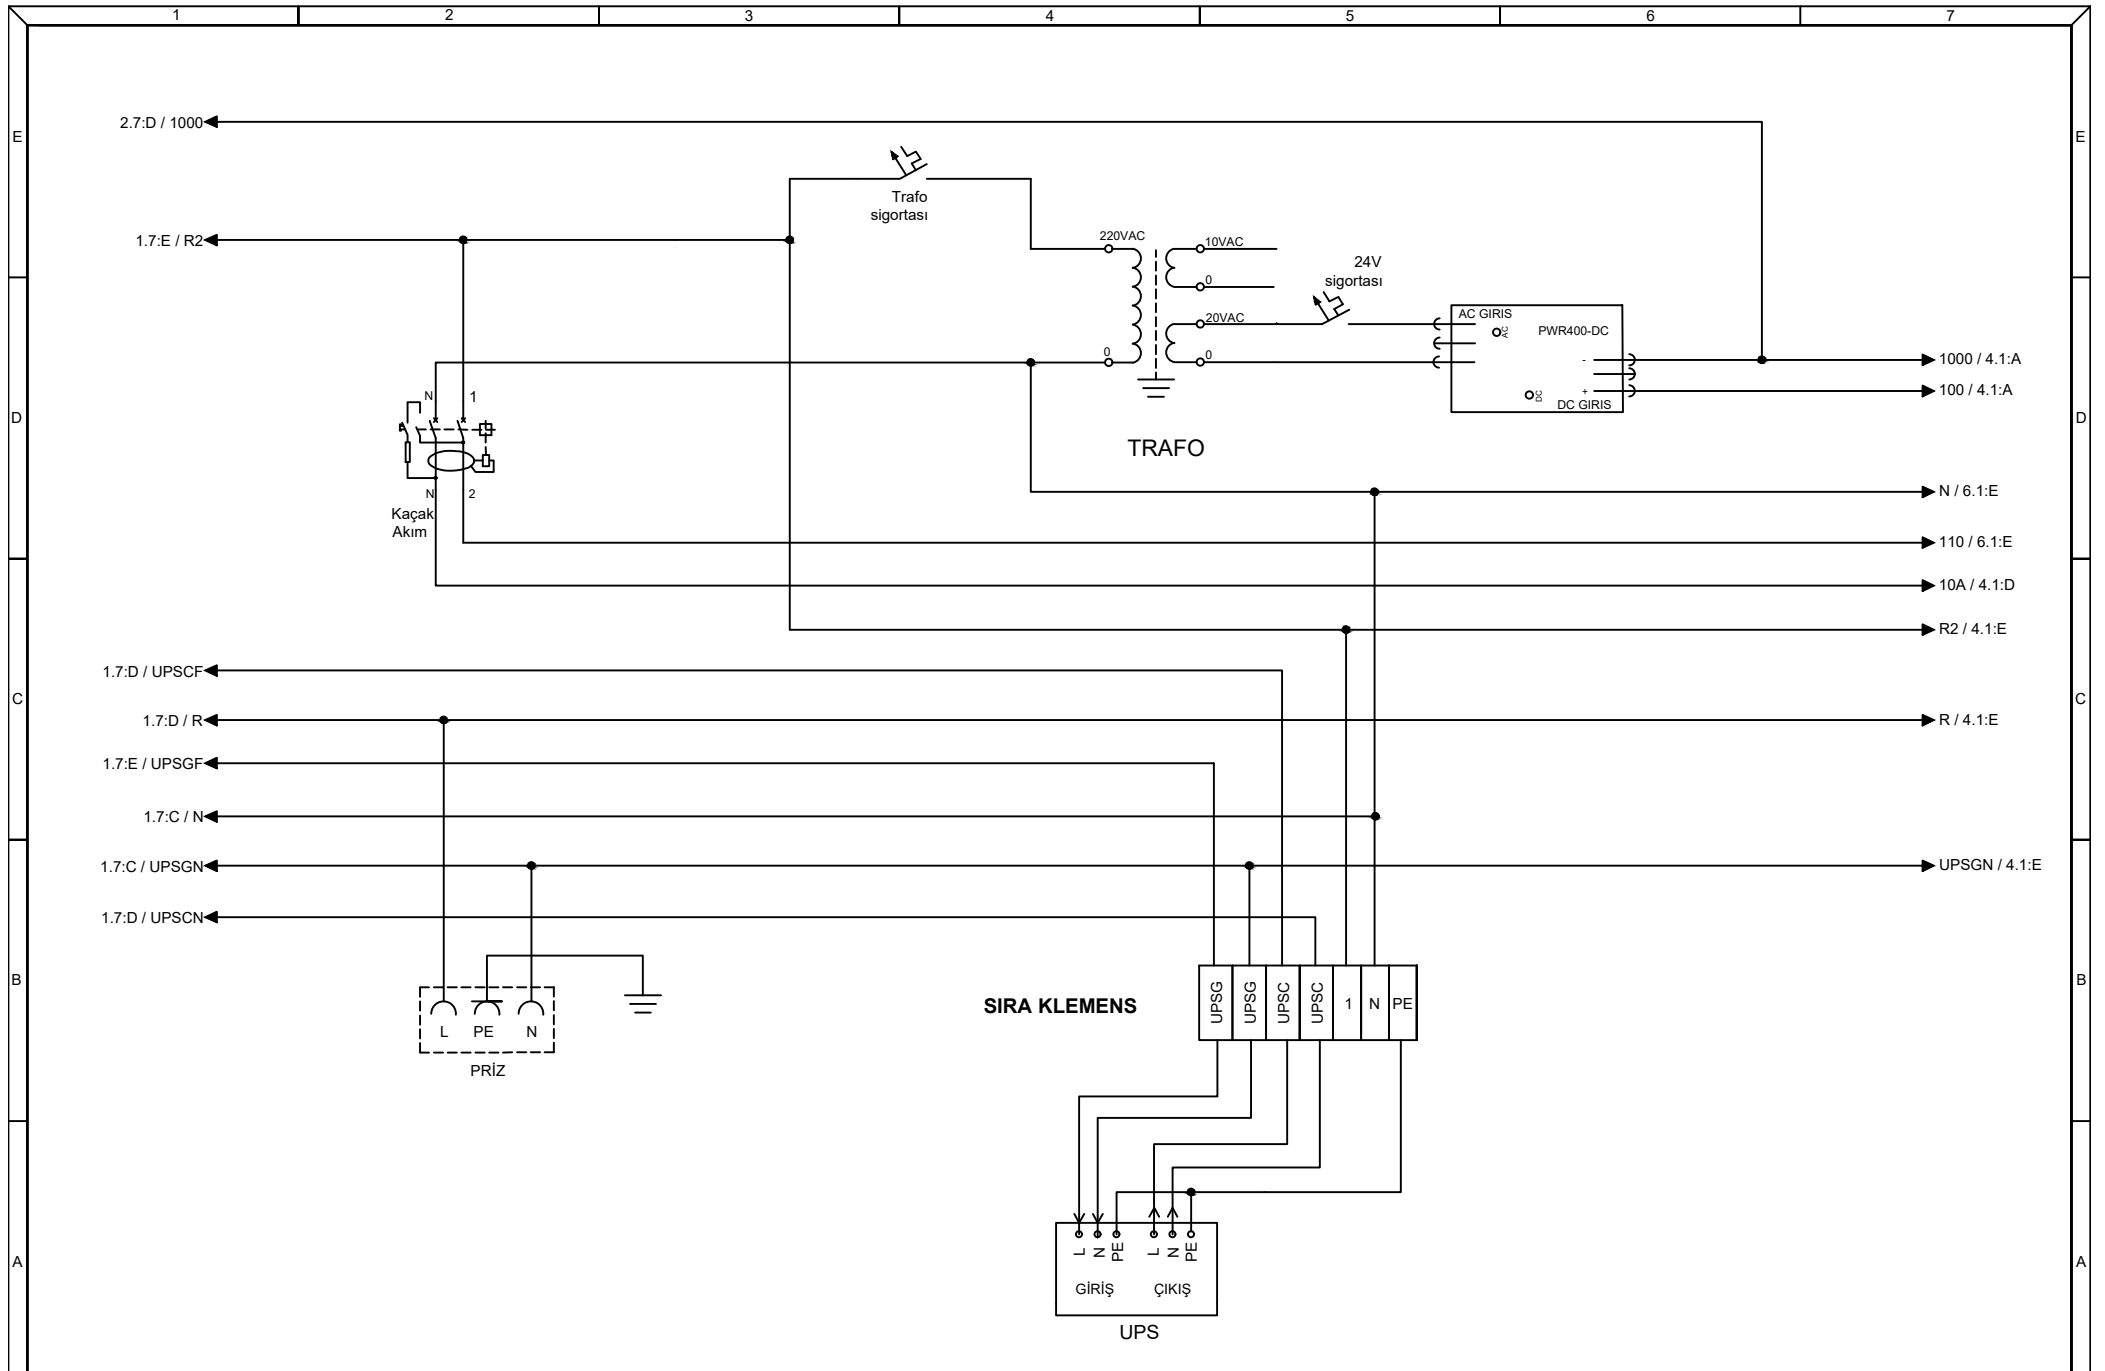 1 2 3 4 5 6 7
E E
2.7:D / 1000
Trafo
sigortası
1.7:E / R2
220VAC
10VAC
0
24V
sigortası
20VAC
0
0
AC GIRIS
AC
PWR400-DC
-
+
DC
DC GIRIS
1000 / 4.1:A
100 / 4.1:A
D D
N 1
N 2
Kaçak
Akım
TRAFO
N / 6.1:E
110 / 6.1:E
10A / 4.1:D
R2 / 4.1:E
1.7:D / UPSCF
C C
1.7:D / R
R / 4.1:E
1.7:E / UPSGF
1.7:C / N
1.7:C / UPSGN
UPSGN / 4.1:E
1.7:D / UPSCN
B B
L PE N
PRİZ
SIRA KLEMENS
UPSG UPSG UPSC UPSC 1 N PE
A A
L N PE L N PE
GİRİŞ ÇIKIŞ
UPS